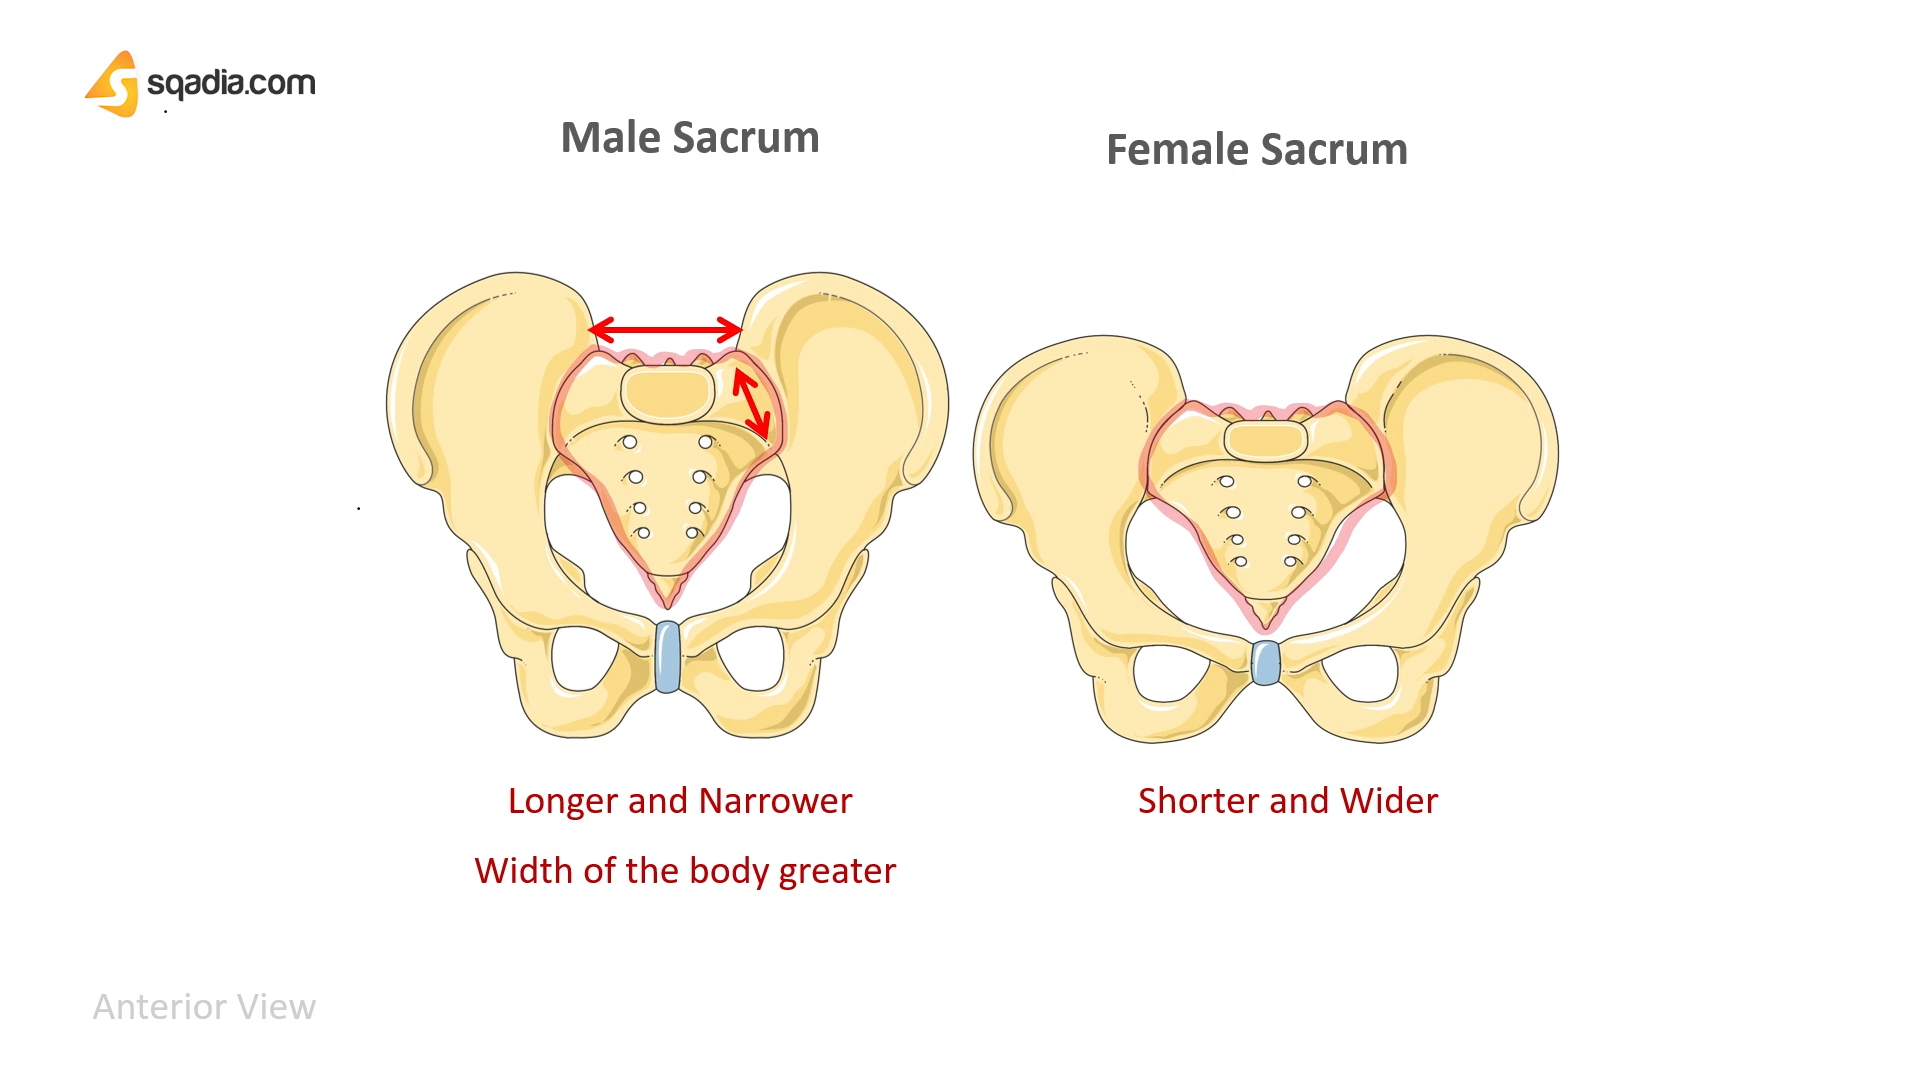 sqadia.com
Male Sacrum
Female Sacrum
Longer and Narrower
Shorter and Wider
Width of the body greater
Anterior View